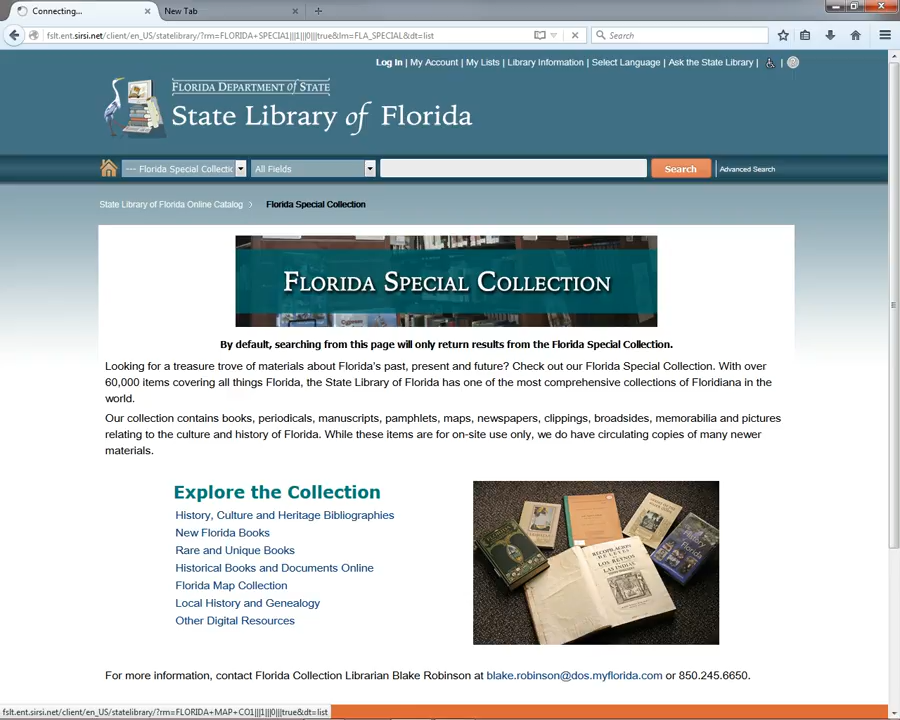 Connecting...
New Tab
fslt.ent.sirsi.net/client/en_US/statelibrary/?rm=FLORIDA+SPECIA1|||1|||0|||true&lm=FLA_SPECIAL&dt=list
Search
Log In | My Account | My Lists | Library Information | Select Language | Ask the State Library |
FLORIDA DEPARTMENT of STATE
State Library of Florida
--- Florida Special Collectic
All Fields
Search
Advanced Search
State Library of Florida Online Catalog
Florida Special Collection
FLORIDA SPECIAL COLLECTION
By default, searching from this page will only return results from the Florida Special Collection.
Looking for a treasure trove of materials about Florida's past, present and future? Check out our Florida Special Collection. With over
60,000 items covering all things Florida, the State Library of Florida has one of the most comprehensive collections of Floridiana in the
world.
Our collection contains books, periodicals, manuscripts, pamphlets, maps, newspapers, clippings, broadsides, memorabilia and pictures
relating to the culture and history of Florida. While these items are for on-site use only, we do have circulating copies of many newer
materials.
Explore the Collection
History, Culture and Heritage Bibliographies
New Florida Books
Rare and Unique Books
Historical Books and Documents Online
Florida Map Collection
Local History and Genealogy
Other Digital Resources
RECOPILACION
DE LEYES
DE LOS REYNOS
DE LAS INDIAS
For more information, contact Florida Collection Librarian Blake Robinson at blake.robinson@dos.myflorida.com or 850.245.6650.
fslt.ent.sirsi.net/client/en_US/statelibrary/?rm=FLORIDA+MAP+CO1|||1|||0|||true&dt=list